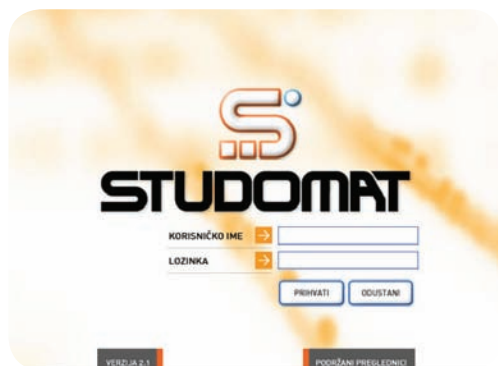 STUDOMAT
KORISNIČKO IME
LOZINKA
PRIHVATI ODUSTANI
VERZIJA 2.1 PODRŽANI PREGLEDNICI